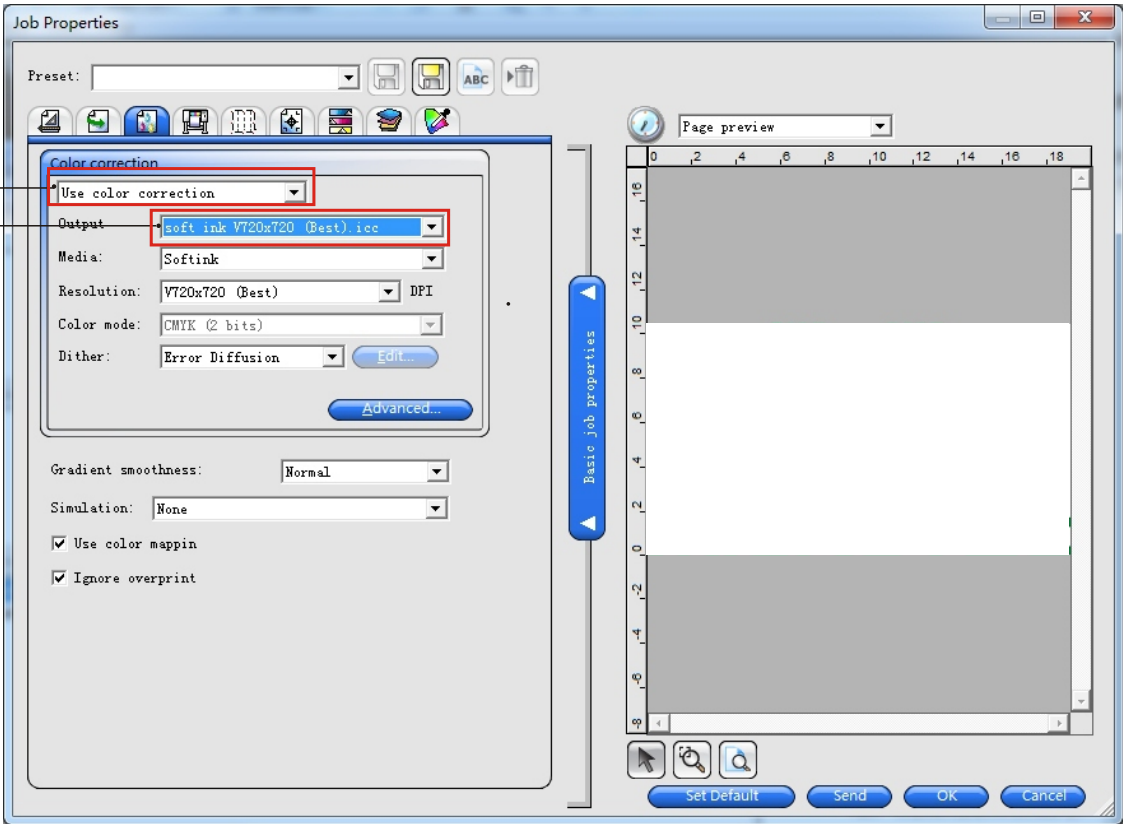 Job Properties
Preset:
ABC
Color correction
Use color correction
Output
soft ink V720x720 (Best).icc
Media:
Softink
Resolution:
V720x720 (Best)
DPI
Color mode:
CMYK (2 bits)
Dither:
Error Diffusion
Edit...
Advanced...
Gradient smoothness:
Normal
Simulation:
None
Use color mappin
Ignore overprint
Basic job properties
Page preview
0 2 4 6 8 10 12 14 16 18
16
14
12
10
8
6
4
2
0
-2
-4
-6
-8
Set Default
Send
OK
Cancel